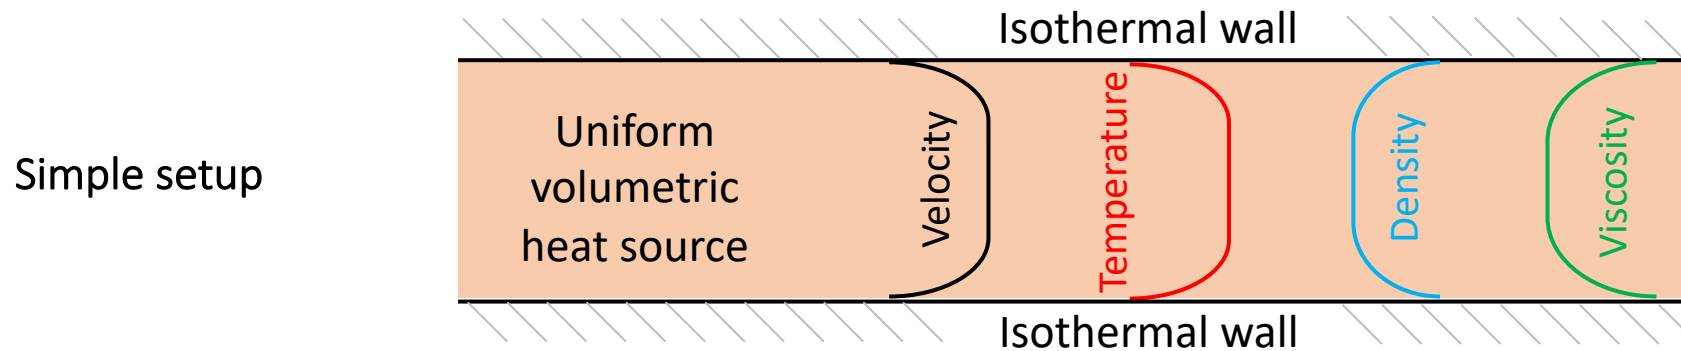 Isothermal wall
Simple setup
Uniform
volumetric
heat source
Velocity
Temperature
Density
Viscosity
Isothermal wall